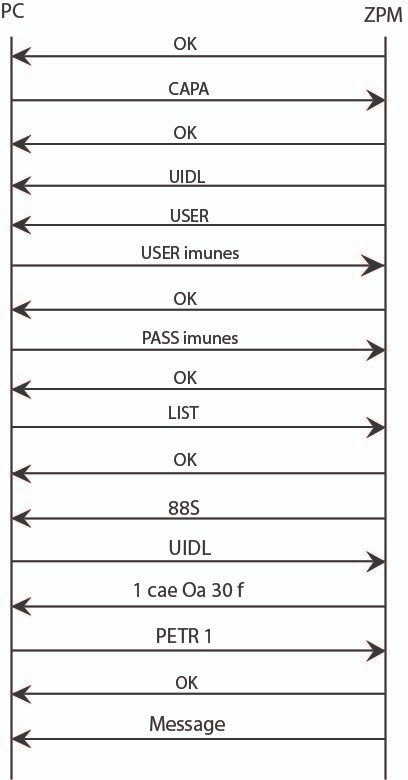 PC
ZPM
OK
CAPA
OK
UIDL
USER
USER imunes
OK
PASS imunes
OK
LIST
OK
88S
UIDL
1 cae Oa 30 f
PETR 1
OK
Message